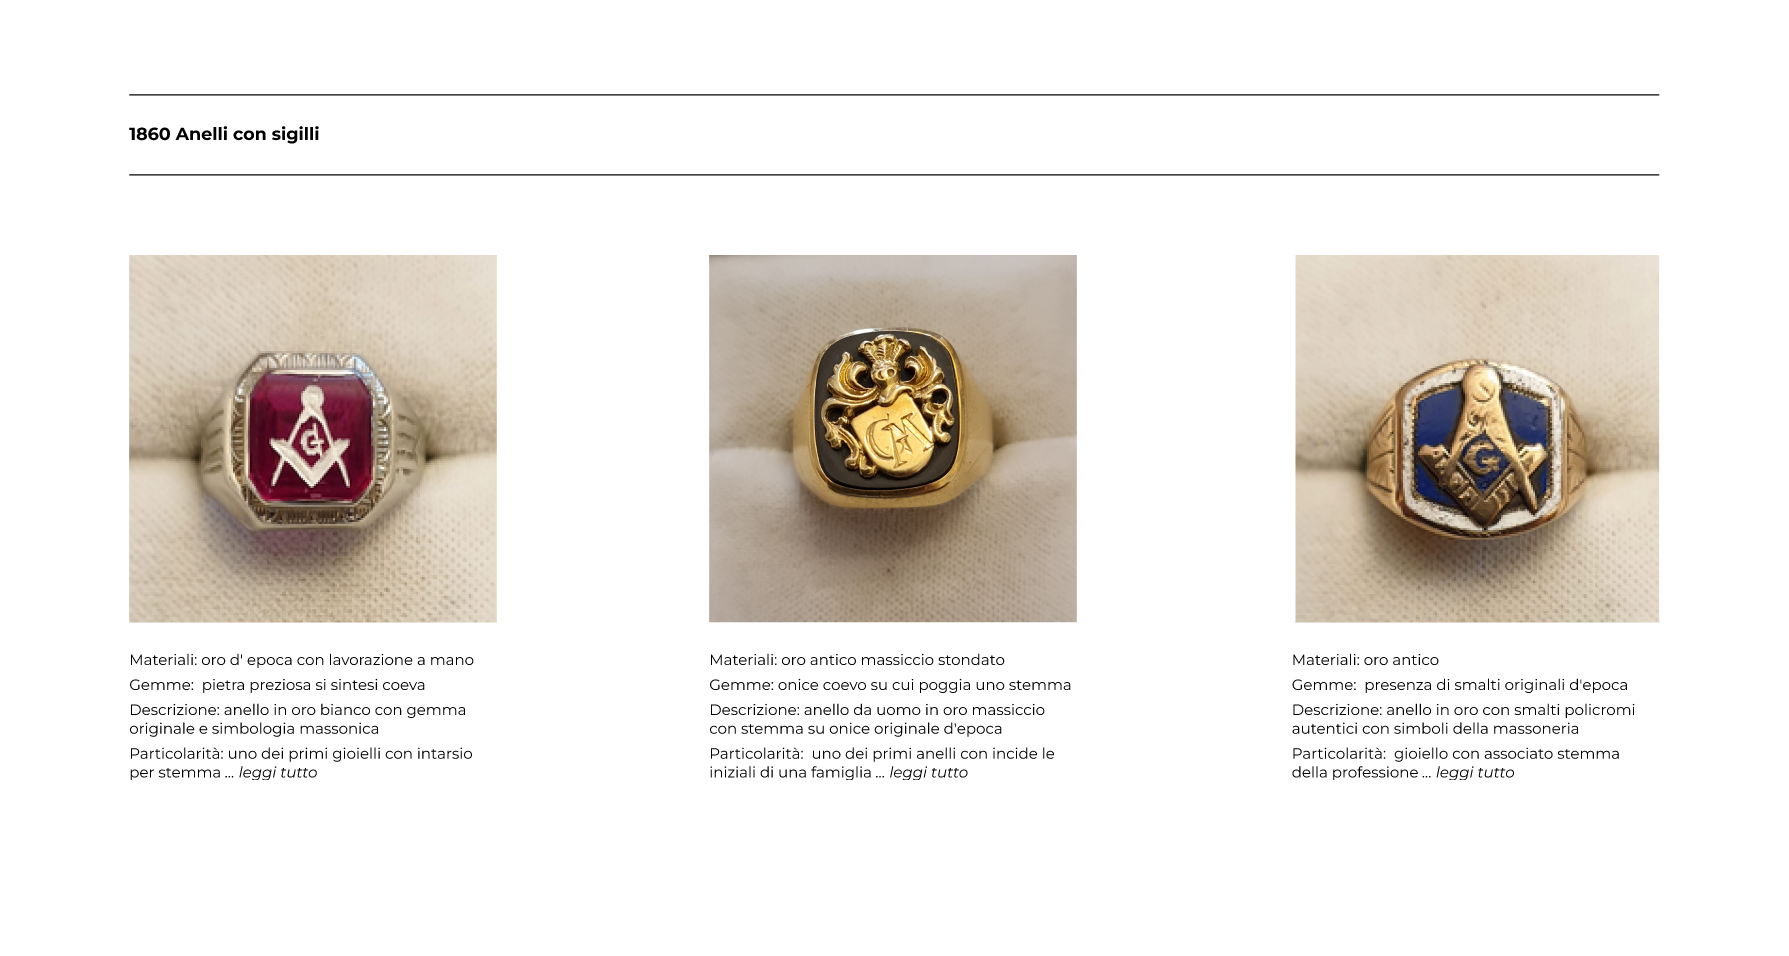 1860 Anelli con sigilli
G
CM
G
Materiali: oro d' epoca con lavorazione a mano
Gemme:  pietra preziosa si sintesi coeva
Descrizione: anello in oro bianco con gemma
originale e simbologia massonica
Particolarità: uno dei primi gioielli con intarsio
per stemma ... leggi tutto
Materiali: oro antico massiccio stondato
Gemme: onice coevo su cui poggia uno stemma
Descrizione: anello da uomo in oro massiccio
con stemma su onice originale d'epoca
Particolarità:  uno dei primi anelli con incide le
iniziali di una famiglia ... leggi tutto
Materiali: oro antico
Gemme:  presenza di smalti originali d'epoca
Descrizione: anello in oro con smalti policromi
autentici con simboli della massoneria
Particolarità:  gioiello con associato stemma
della professione ... leggi tutto